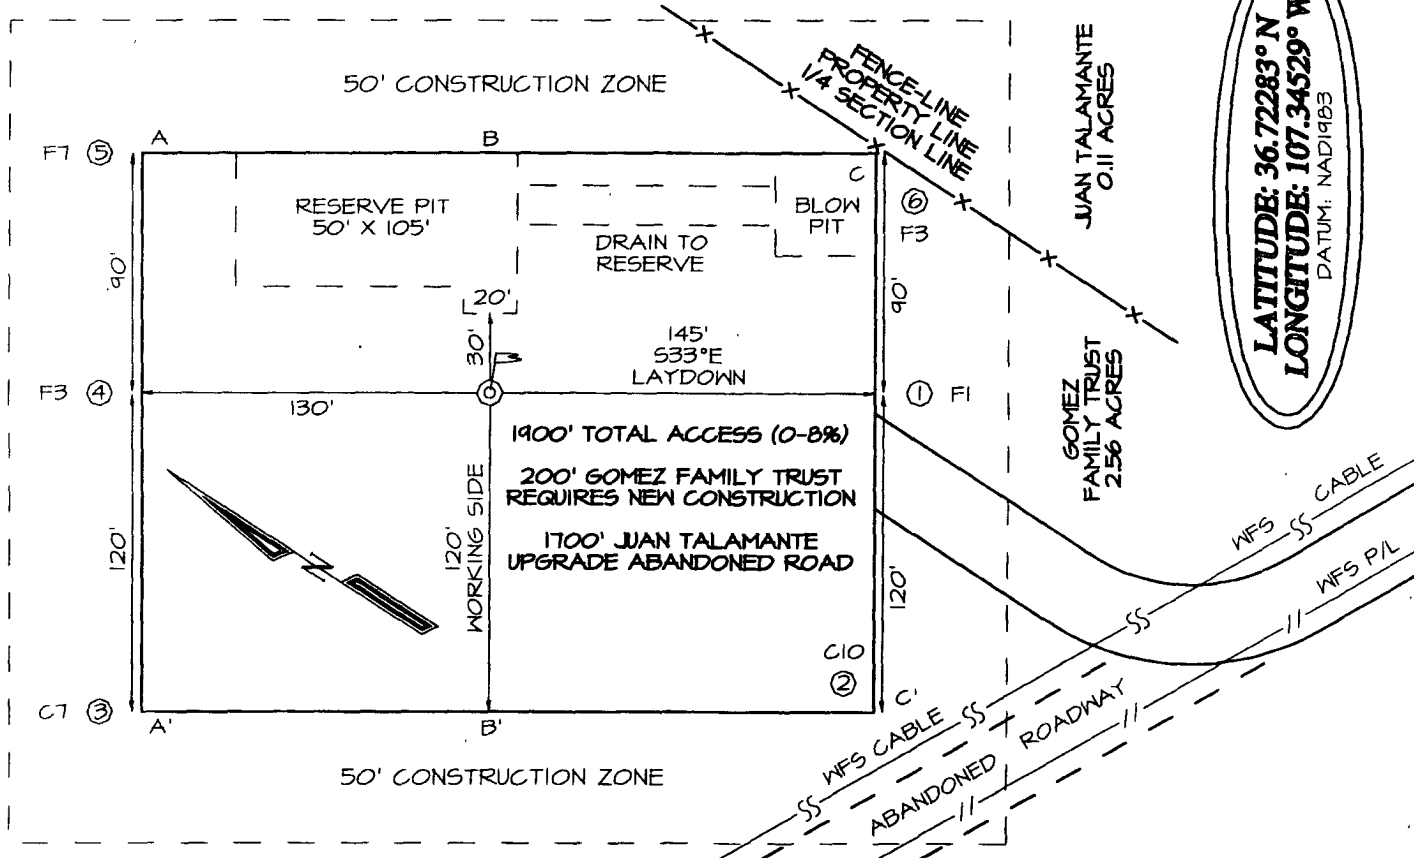 50' CONSTRUCTION ZONE
FENCE-LINE
PROPERTY LINE
1/4 SECTION LINE
JUAN TALAMANTE
0.11 ACRES
LATITUDE: 36.72283° N
LONGITUDE: 107.34529° W
DATUM: NAD1983
A
B
F7 5
C
RESERVE PIT
50' X 105'
BLOW
PIT
6
F3
DRAIN TO
RESERVE
90'
20'
90'
30'
145'
S33°E
LAYDOWN
GOMEZ
FAMILY TRUST
2.56 ACRES
F3 4
130'
1 F1
1900' TOTAL ACCESS (0-8%)
200' GOMEZ FAMILY TRUST
REQUIRES NEW CONSTRUCTION
1700' JUAN TALAMANTE
UPGRADE ABANDONED ROAD
120'
N
120'
WORKING SIDE
120'
WFS CABLE
WFS P/L
C10
2
C7 3
A'
B'
C'
WFS CABLE
ABANDONED ROADWAY
50' CONSTRUCTION ZONE